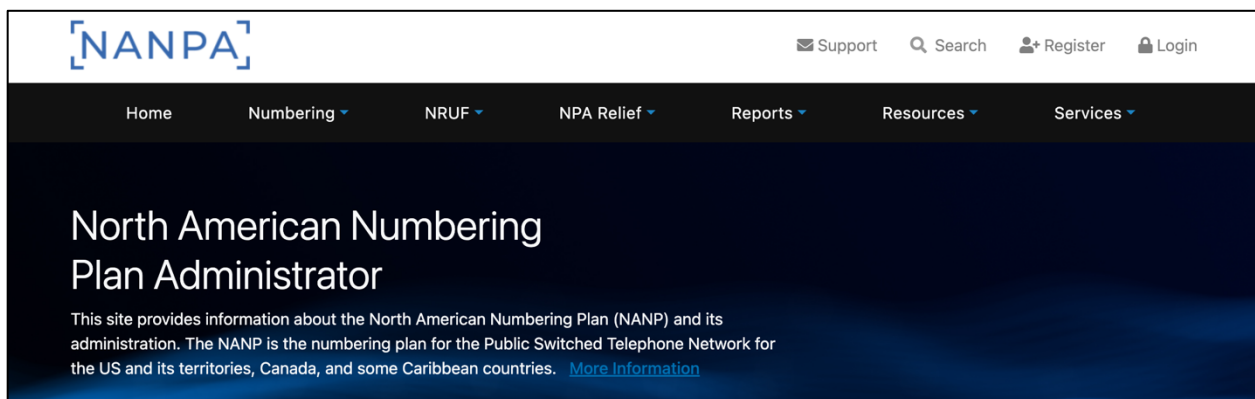 NANPA
Support Search Register Login
Home Numbering NRUF NPA Relief Reports Resources Services
North American Numbering
Plan Administrator
This site provides information about the North American Numbering Plan (NANP) and its
administration. The NANP is the numbering plan for the Public Switched Telephone Network for
the US and its territories, Canada, and some Caribbean countries. More Information